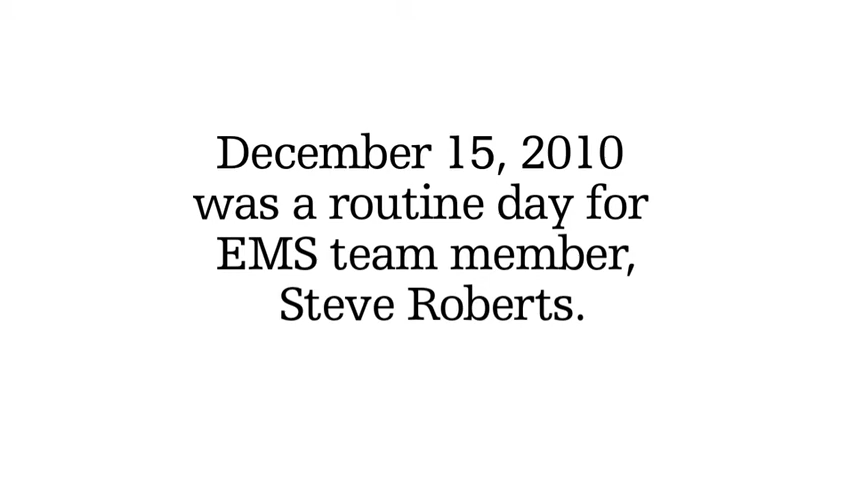 December 15, 2010
was a routine day for
EMS team member,
Steve Roberts.